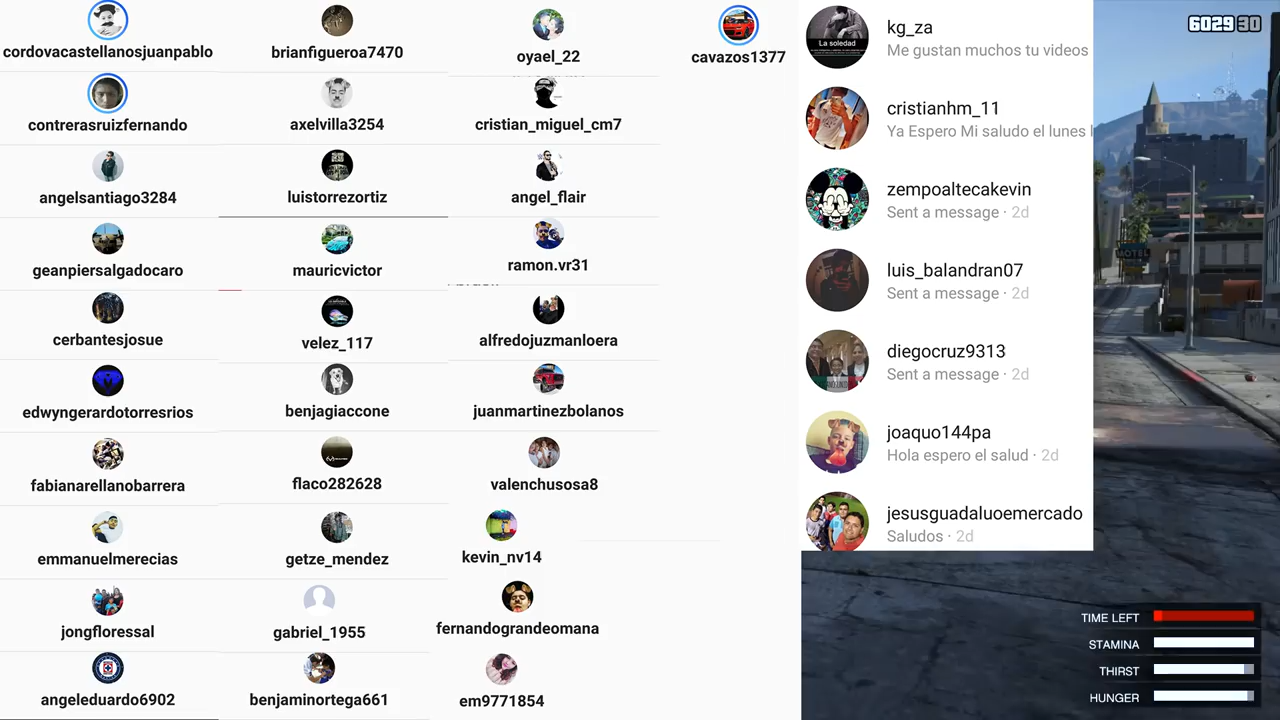 cordovacastellanosjuanpablo
contrerasruizfernando
angelsantiago3284
geanpiersalgadocaro
cerbantesjosue
edwyngerardotorresrios
fabianarellanobarrera
emmanuelmerecias
jongfloressal
angeleduardo6902
brianfigueroa7470
axelvilla3254
luistorrezortiz
mauricvictor
velez_117
benjagiaccone
flaco282628
getze_mendez
gabriel_1955
benjaminortega661
oyael_22
cristian_miguel_cm7
angel_flair
ramon.vr31
alfredojuzmanloera
juanmartinezbolanos
valenchusosa8
kevin_nv14
fernandograndeomana
em9771854
cavazos1377
La soledad
kg_za
Me gustan muchos tu videos
cristianhm_11
Ya Espero Mi saludo el lunes
zempoaltecakevin
Sent a message · 2d
luis_balandran07
Sent a message · 2d
diegocruz9313
Sent a message · 2d
joaquo144pa
Hola espero el salud · 2d
jesusguadaluoemercado
Saludos · 2d
6029 30
MOTEL
TIME LEFT
STAMINA
THIRST
HUNGER